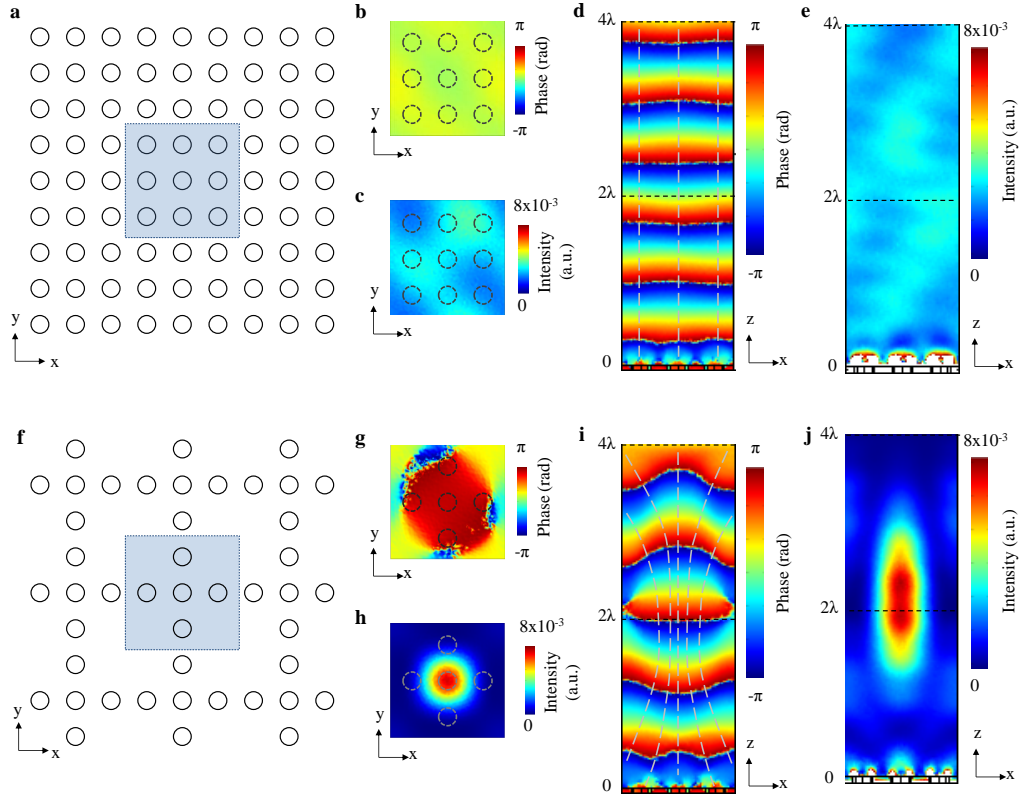 a
y
x
b
y
x
π
-π
Phase (rad)
c
y
x
8x10⁻³
0
Intensity
(a.u.)
d
4λ
2λ
0
π
-π
Phase (rad)
z
x
e
4λ
2λ
0
8x10⁻³
0
Intensity (a.u.)
z
x
f
y
x
g
y
x
π
-π
Phase (rad)
h
y
x
8x10⁻³
0
Intensity
(a.u.)
i
4λ
2λ
0
π
-π
Phase (rad)
z
x
j
4λ
2λ
0
8x10⁻³
0
Intensity (a.u.)
z
x